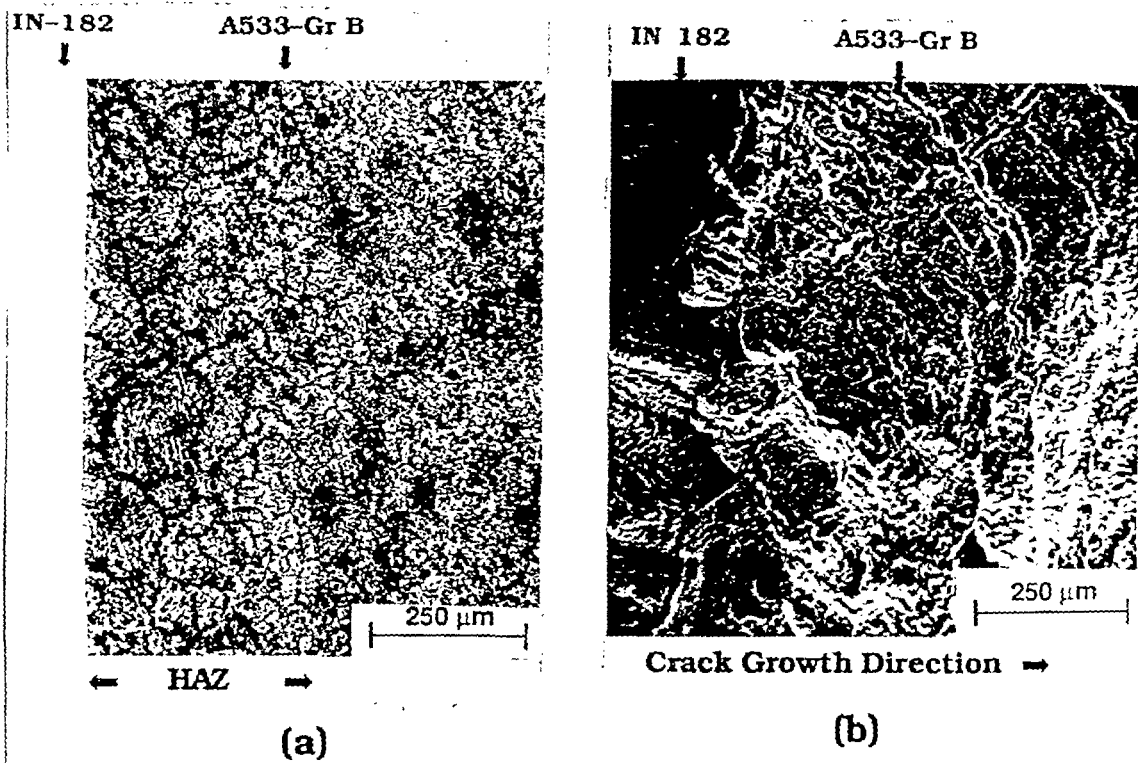 IN-182
A533-Gr B
250 μm
← HAZ →
(a)
IN 182
A533-Gr B
250 μm
Crack Growth Direction →
(b)